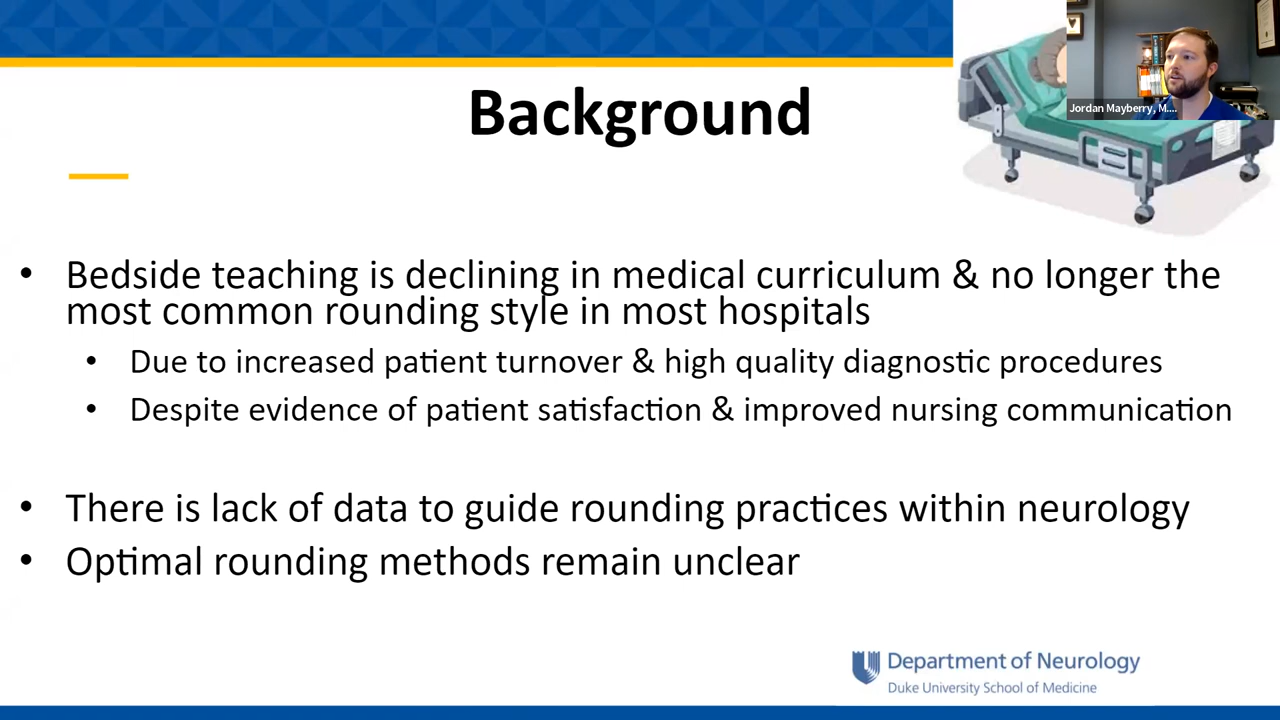 Jordan Mayberry, M....
Background
• Bedside teaching is declining in medical curriculum & no longer the
most common rounding style in most hospitals
• Due to increased patient turnover & high quality diagnostic procedures
• Despite evidence of patient satisfaction & improved nursing communication
• There is lack of data to guide rounding practices within neurology
• Optimal rounding methods remain unclear
Department of Neurology
Duke University School of Medicine